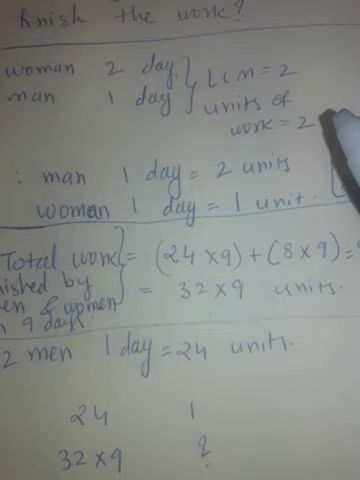 finish the work?
woman 2 day } LCM = 2
man 1 day } units of
work = 2
: man 1 day = 2 units
woman 1 day = 1 unit.
Total work } = (24 x 9) + (8 x 9) =
nished by } = 32 x 9 units.
en & women
9 days.
2 men 1 day = 24 units.
24 1
32 x 9 ?